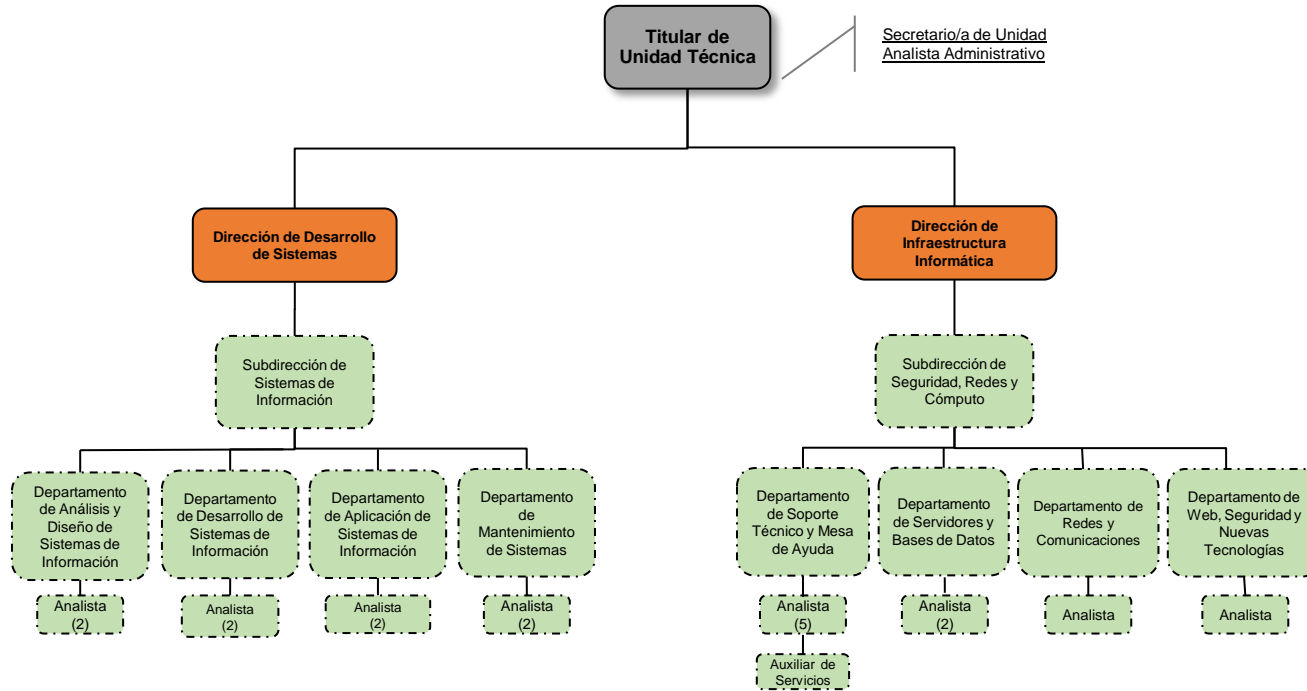 Titular de
Unidad Técnica
Secretario/a de Unidad
Analista Administrativo
Dirección de Desarrollo
de Sistemas
Dirección de
Infraestructura
Informática
Subdirección de
Sistemas de
Información
Subdirección de
Seguridad, Redes y
Cómputo
Departamento
de Análisis y
Diseño de
Sistemas de
Información
Departamento
de Desarrollo de
Sistemas de
Información
Departamento
de Aplicación de
Sistemas de
Información
Departamento
de
Mantenimiento
de Sistemas
Departamento
de Soporte
Técnico y Mesa
de Ayuda
Departamento
de Servidores y
Bases de Datos
Departamento de
Redes y
Comunicaciones
Departamento de
Web, Seguridad y
Nuevas
Tecnologías
Analista
(2)
Analista
(2)
Analista
(2)
Analista
(2)
Analista
(5)
Analista
(2)
Analista
Analista
Auxiliar de
Servicios